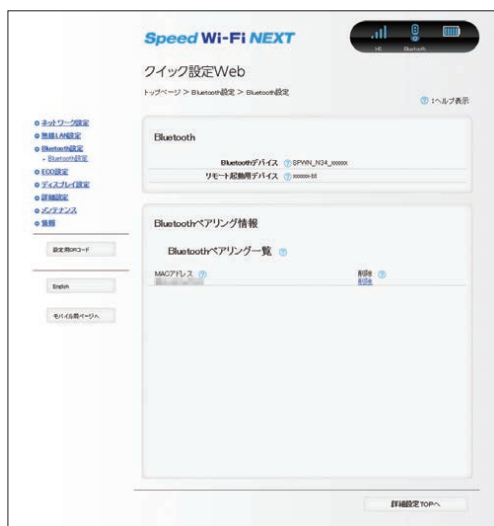 Speed Wi-Fi NEXT
Bluetooth
クイック設定Web
トップページ > Bluetooth設定 > Bluetooth設定
? :ヘルプ表示
ネットワーク設定
無線LAN設定
Bluetooth設定
- Bluetooth設定
ECO設定
ディスプレイ設定
詳細設定
メンテナンス
情報
設定用QRコード
English
モバイル用ページへ
Bluetooth
Bluetoothデバイス ? SPWN_N34_xxxxxx
リモート起動用デバイス ? xxxxxx-bt
Bluetoothペアリング情報
Bluetoothペアリング一覧 ?
MACアドレス ? 削除 ?
削除
詳細設定TOPへ